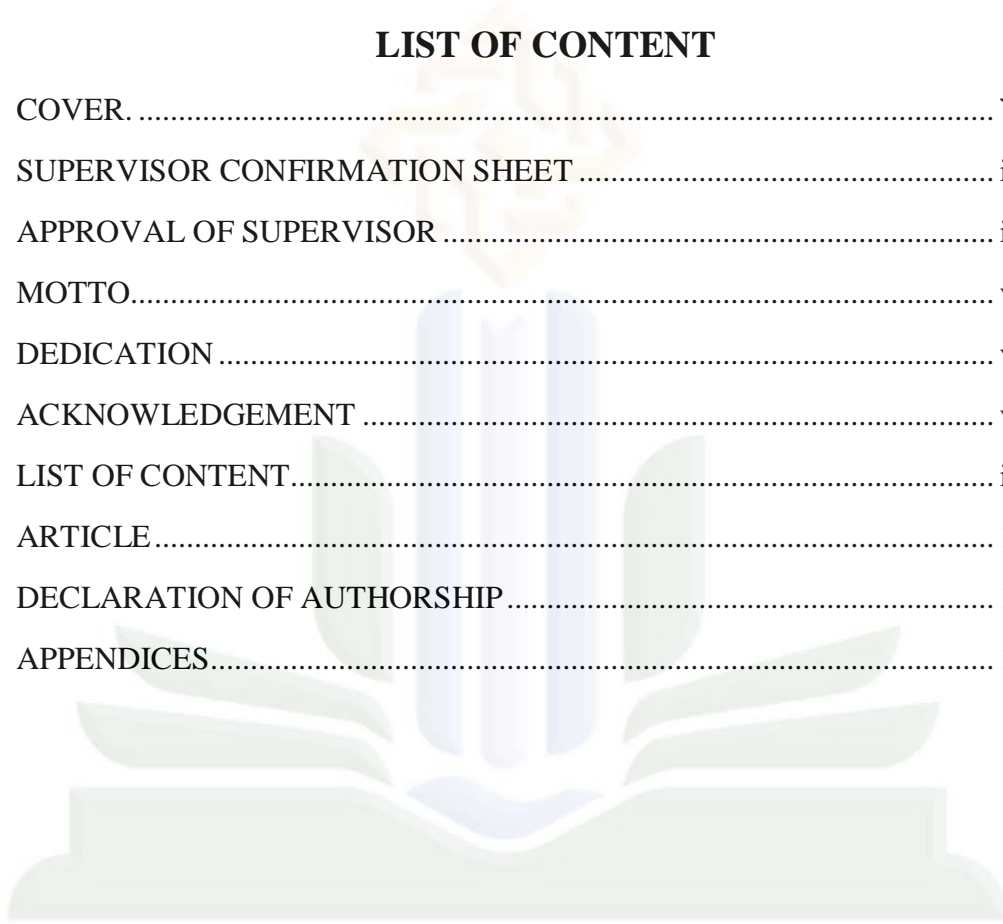 LIST OF CONTENT
COVER. ..........................................................................................................
SUPERVISOR CONFIRMATION SHEET ....................................................
APPROVAL OF SUPERVISOR .....................................................................
MOTTO............................................................................................................
DEDICATION .................................................................................................
ACKNOWLEDGEMENT ...............................................................................
LIST OF CONTENT........................................................................................
ARTICLE.........................................................................................................
DECLARATION OF AUTHORSHIP.............................................................
APPENDICES..................................................................................................